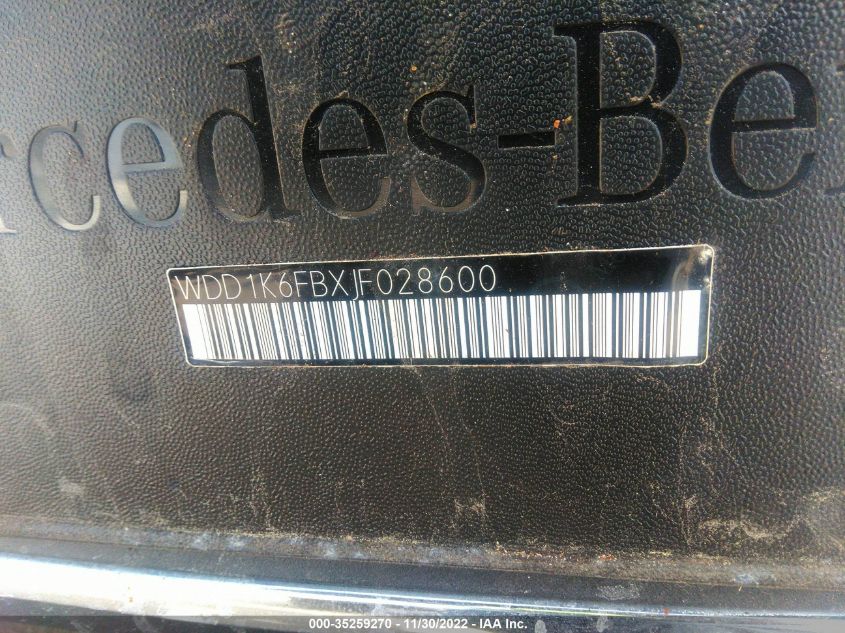 rcedes-Be
WDD1K6FBXJF028600
000-35259270 - 11/30/2022 - IAA Inc.